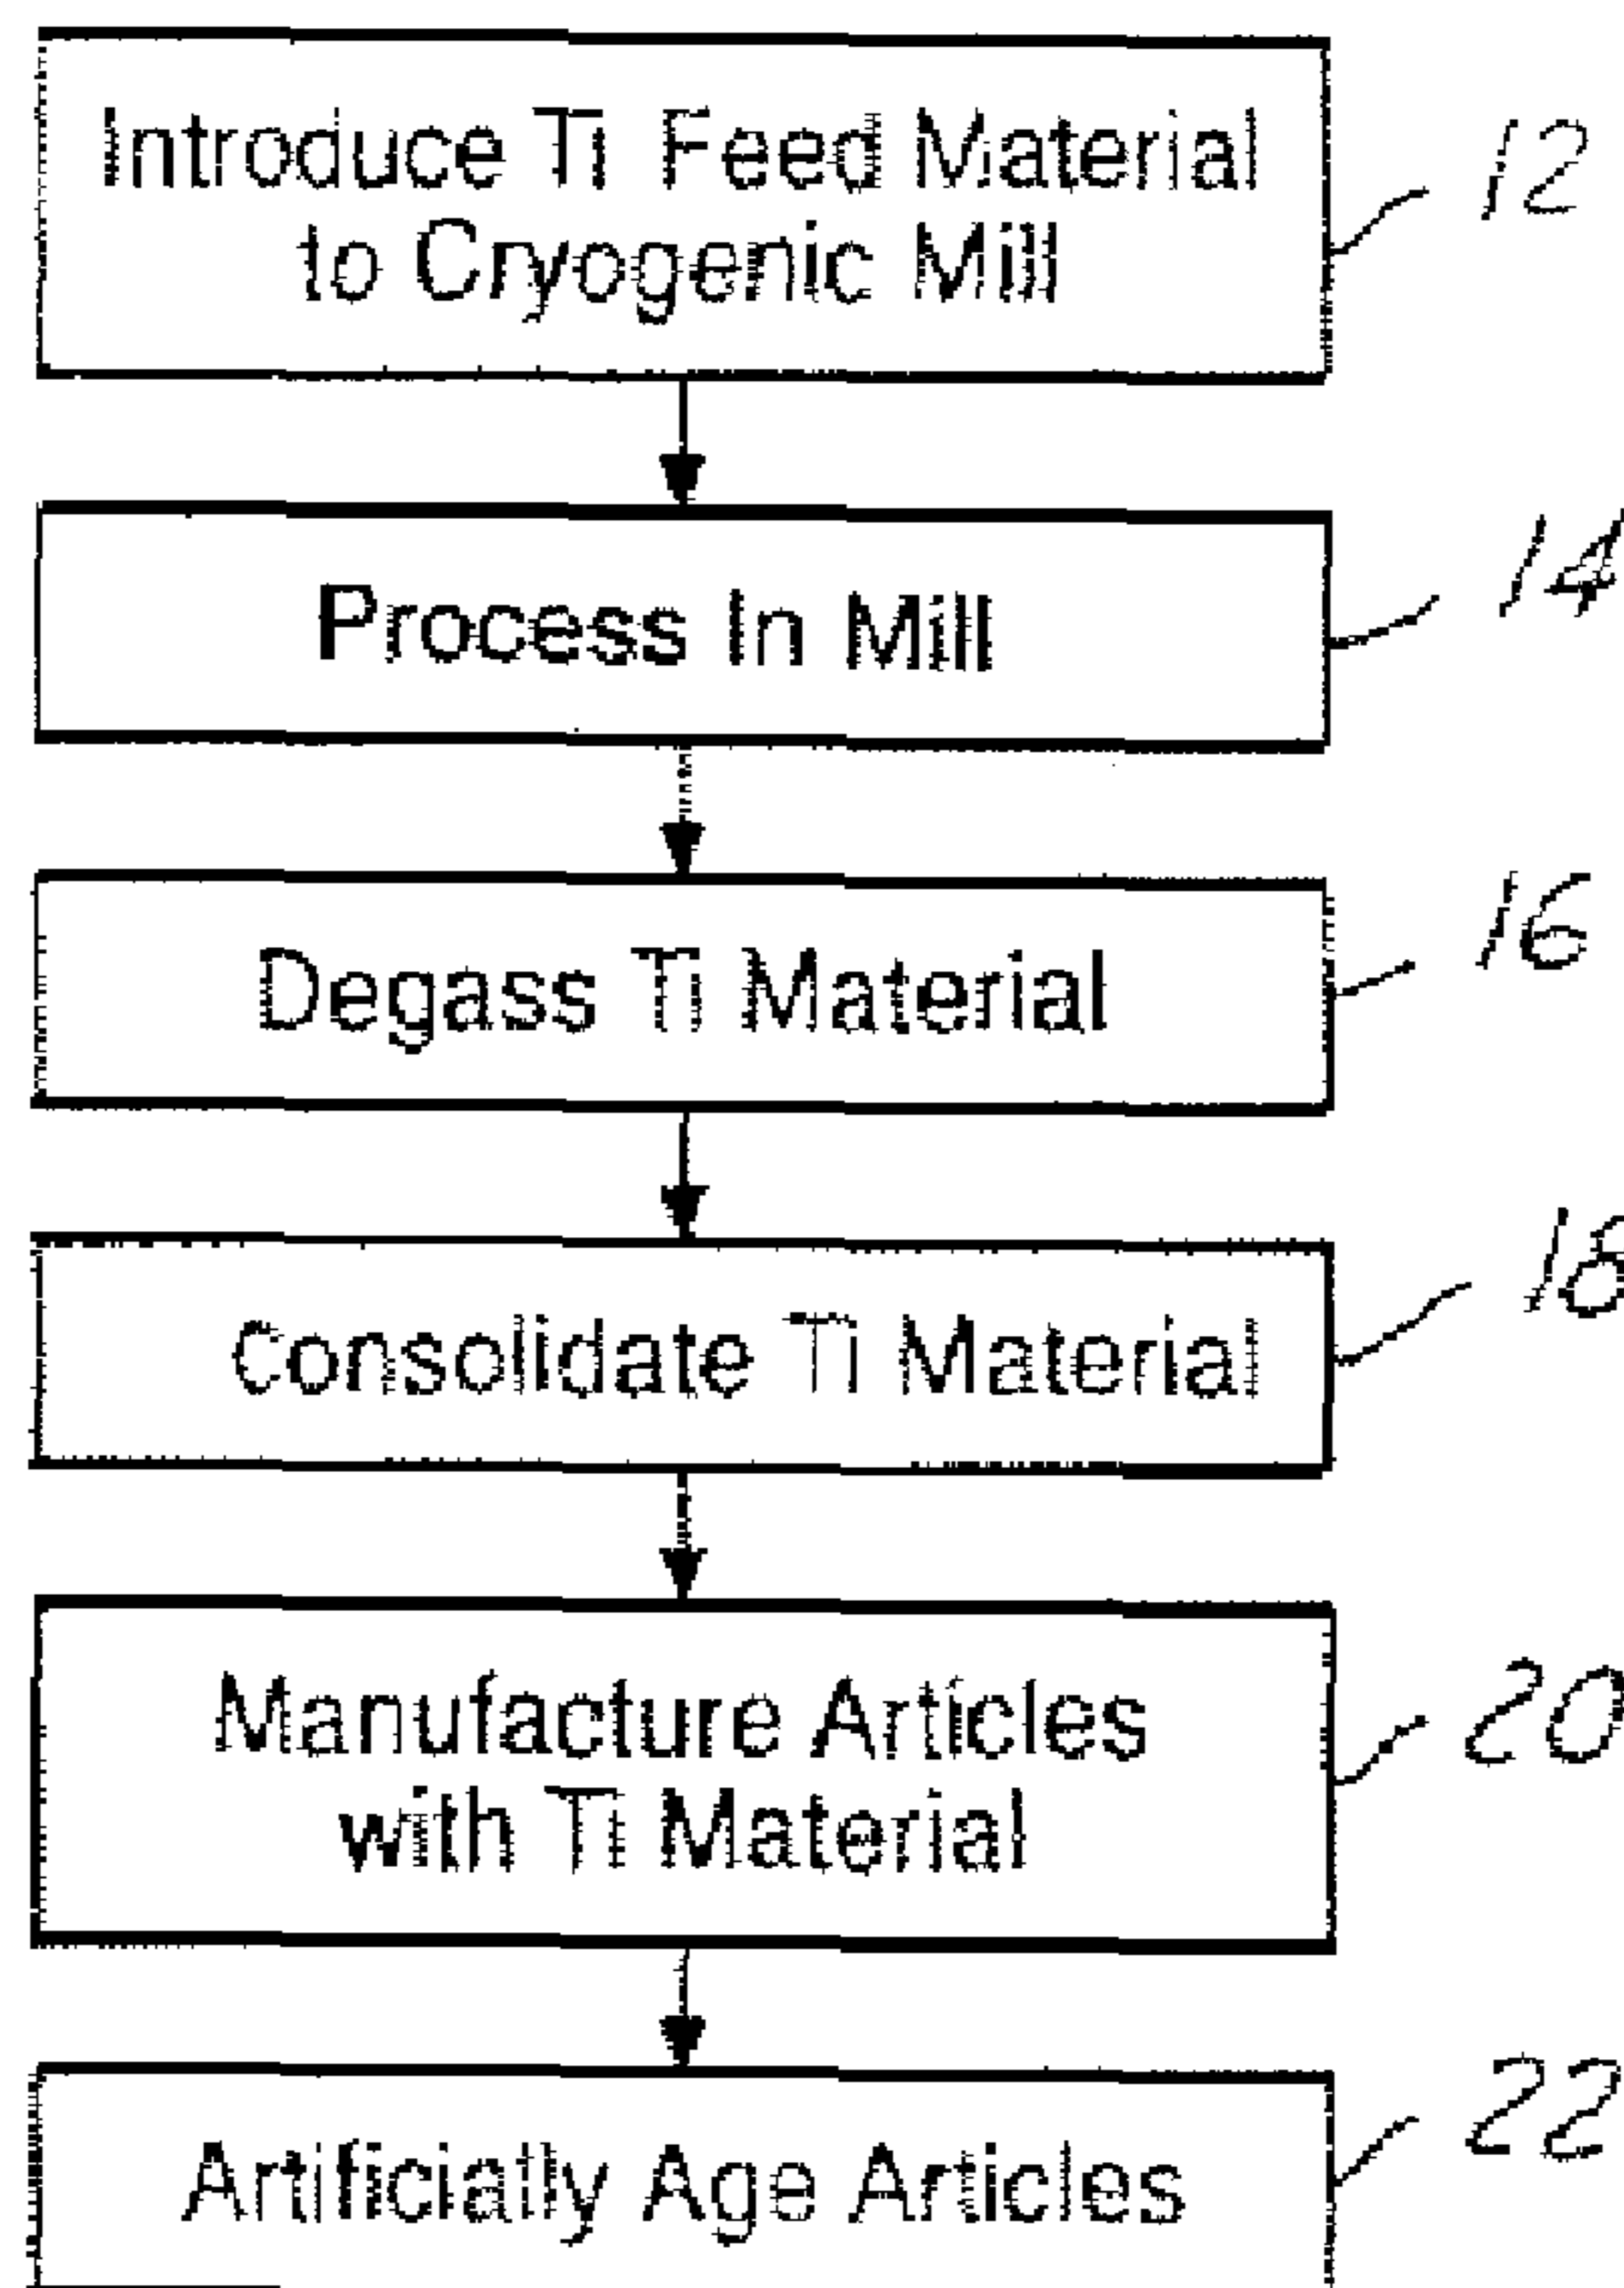 Introduce Ti Feed Material
to Cryogenic Mill
12
Process In Mill
14
Degass Ti Material
16
Consolidate Ti Material
18
Manufacture Articles
with Ti Material
20
Artificially Age Articles
22